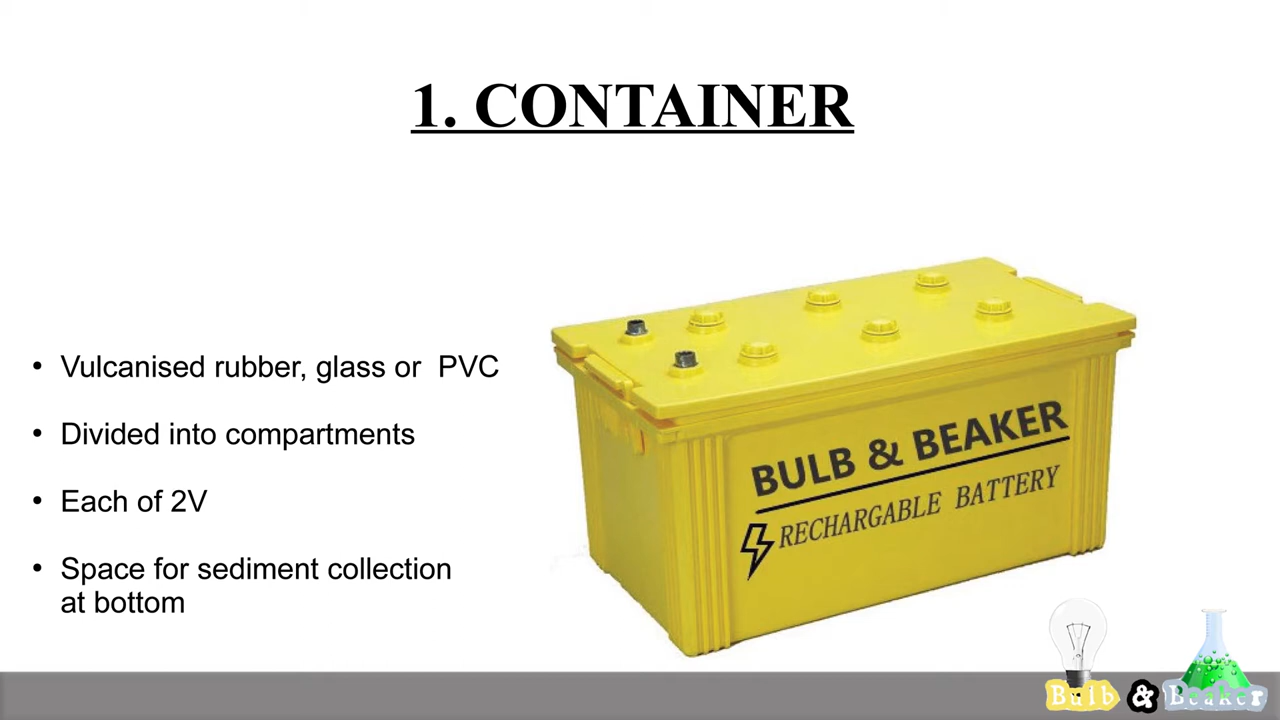 1. CONTAINER
• Vulcanised rubber, glass or PVC
• Divided into compartments
• Each of 2V
• Space for sediment collection
at bottom
BULB & BEAKER
RECHARGABLE BATTERY
Bulb & Beaker